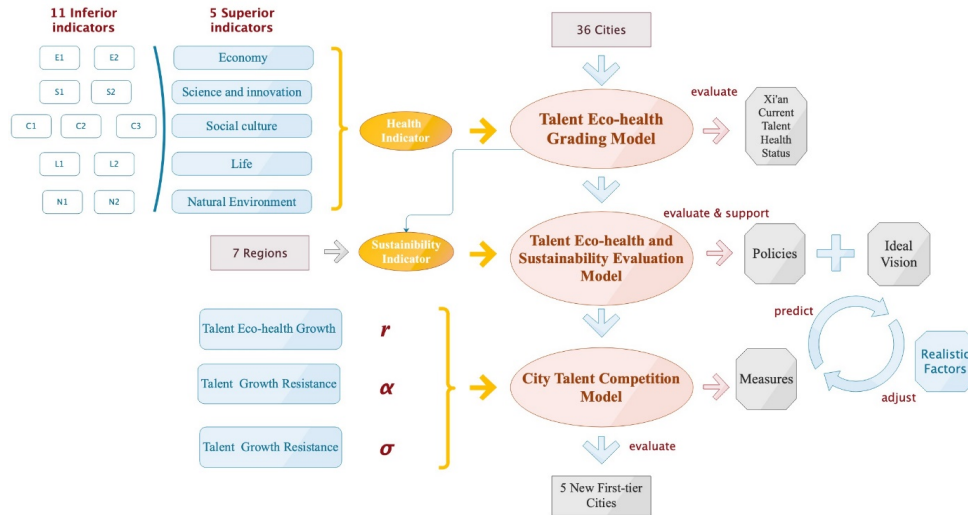 11 Inferior
indicators
5 Superior
indicators
36 Cities
E1
E2
Economy
S1
S2
Science and innovation
C1
C2
C3
Social culture
L1
L2
Life
N1
N2
Natural Environment
Health
Indicator
Talent Eco-health
Grading Model
evaluate
Xi'an
Current
Talent
Health
Status
7 Regions
Sustainibility
Indicator
Talent Eco-health and
Sustainability Evaluation
Model
evaluate & support
Policies
Ideal
Vision
Talent Eco-health Growth
r
Talent Growth Resistance
α
Talent Growth Resistance
σ
City Talent Competition
Model
Measures
predict
Realistic
Factors
adjust
evaluate
5 New First-tier
Cities